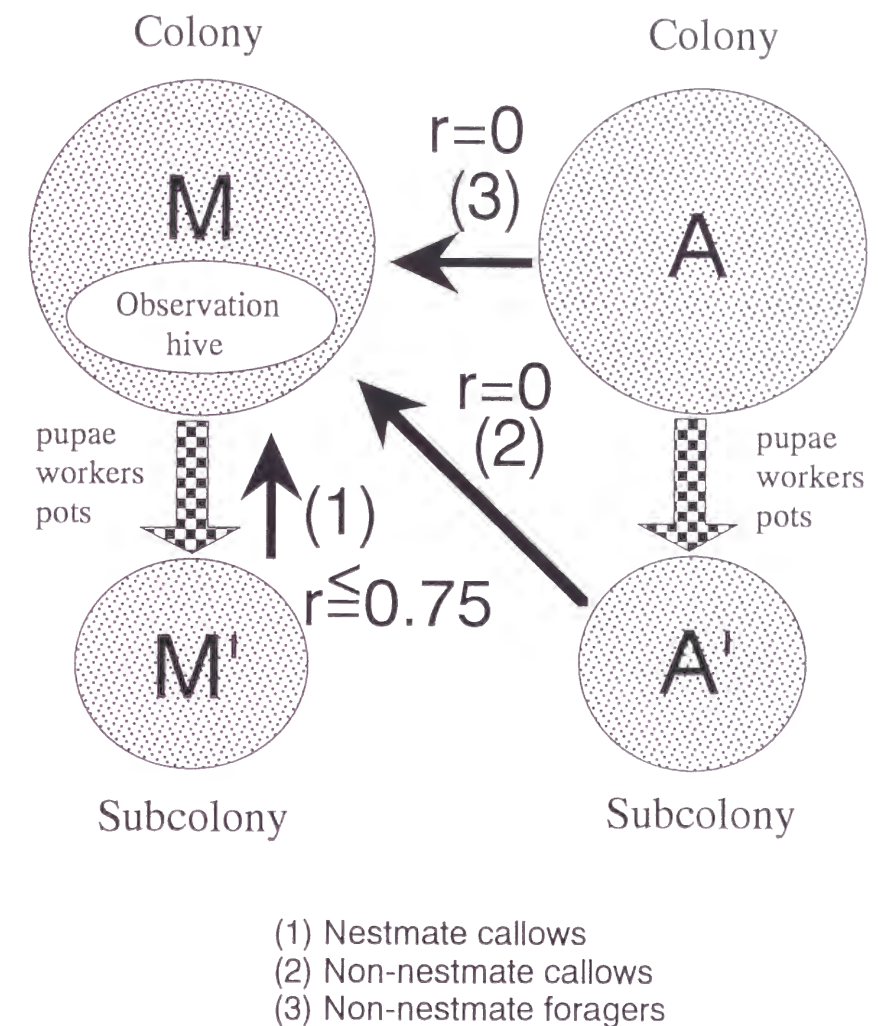 Colony
Colony
r=0
(3)
M
A
Observation
hive
r=0
(2)
pupae
workers
pots
pupae
workers
pots
(1)
r≦0.75
M'
A'
Subcolony
Subcolony
(1) Nestmate callows
(2) Non-nestmate callows
(3) Non-nestmate foragers